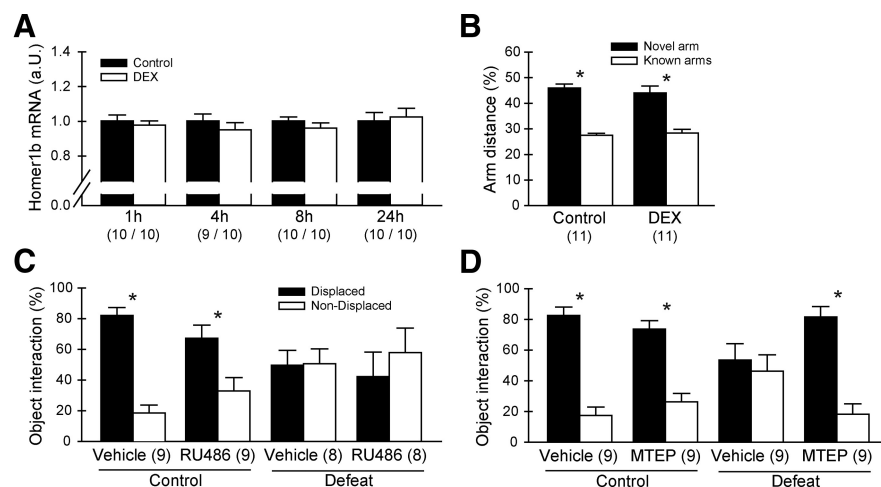 A
Homer1b mRNA (a.U.)
1.4
1.2
1.0
0.8
0.0
Control
DEX
1h
4h
8h
24h
(10 / 10)
(9 / 10)
(10 / 10)
(10 / 10)
B
Arm distance (%)
60
50
40
30
20
10
0
Novel arm
Known arms
*
*
Control
DEX
(11)
(11)
C
Object interaction (%)
100
80
60
40
20
0
Displaced
Non-Displaced
*
*
Vehicle (9) RU486 (9) Vehicle (8) RU486 (8)
Control
Defeat
D
Object interaction (%)
100
80
60
40
20
0
*
*
*
Vehicle (9) MTEP (9) Vehicle (9) MTEP (9)
Control
Defeat